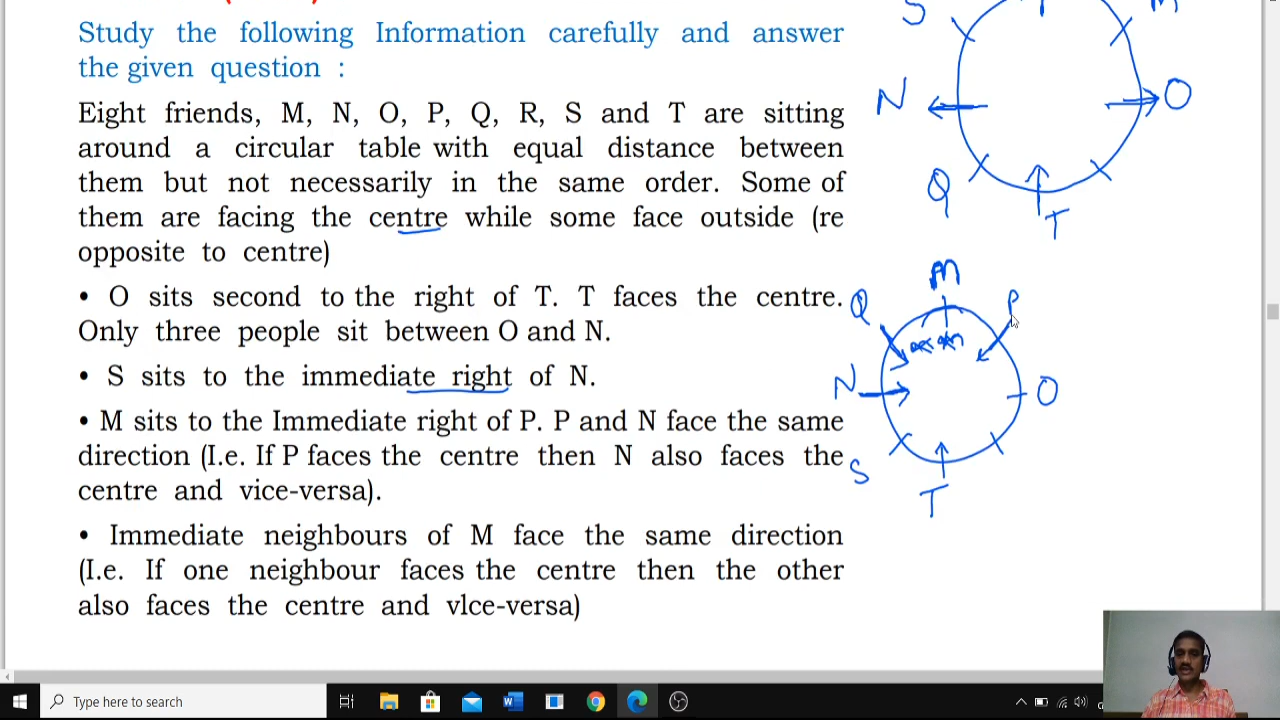 Study the following Information carefully and answer
the given question :
Eight friends, M, N, O, P, Q, R, S and T are sitting
around a circular table with equal distance between
them but not necessarily in the same order. Some of
them are facing the centre while some face outside (re
opposite to centre)
• O sits second to the right of T. T faces the centre.
Only three people sit between O and N.
• S sits to the immediate right of N.
• M sits to the Immediate right of P. P and N face the same
direction (I.e. If P faces the centre then N also faces the
centre and vice-versa).
• Immediate neighbours of M face the same direction
(I.e. If one neighbour faces the centre then the other
also faces the centre and vlce-versa)
S
N
O
Q
T
M
Q
P
N
O
S
T
Type here to search